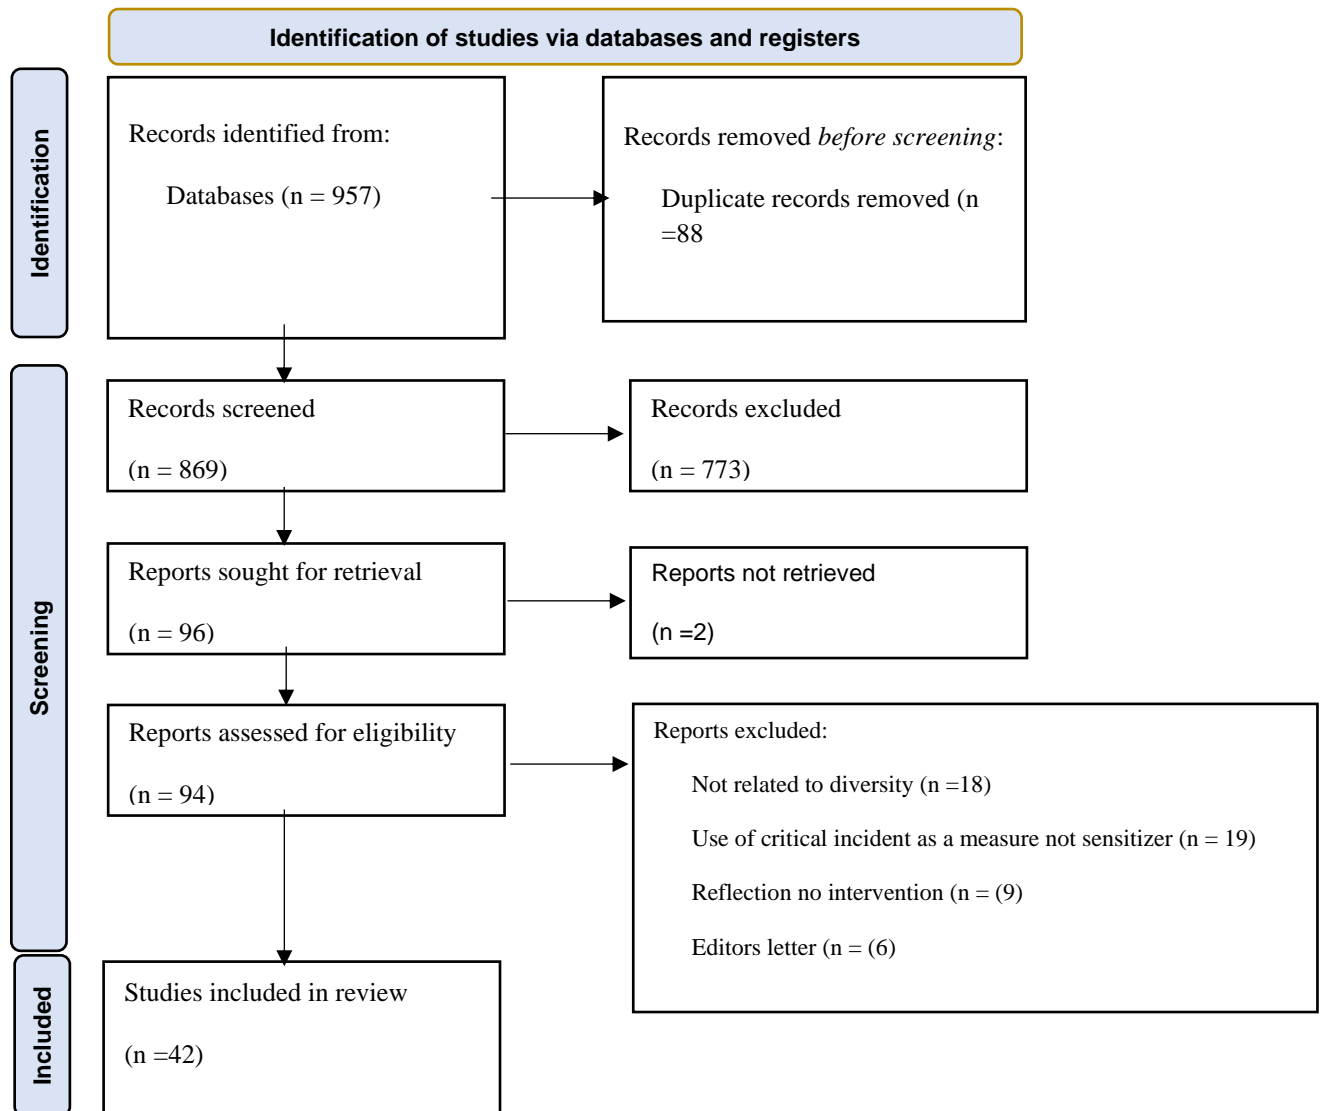 Identification of studies via databases and registers
Identification
Records identified from:
Databases (n = 957)
Records removed before screening:
Duplicate records removed (n
=88
Screening
Records screened
(n = 869)
Records excluded
(n = 773)
Reports sought for retrieval
(n = 96)
Reports not retrieved
(n =2)
Reports assessed for eligibility
(n = 94)
Reports excluded:
Not related to diversity (n =18)
Use of critical incident as a measure not sensitizer (n = 19)
Reflection no intervention (n = (9)
Editors letter (n = (6)
Included
Studies included in review
(n =42)